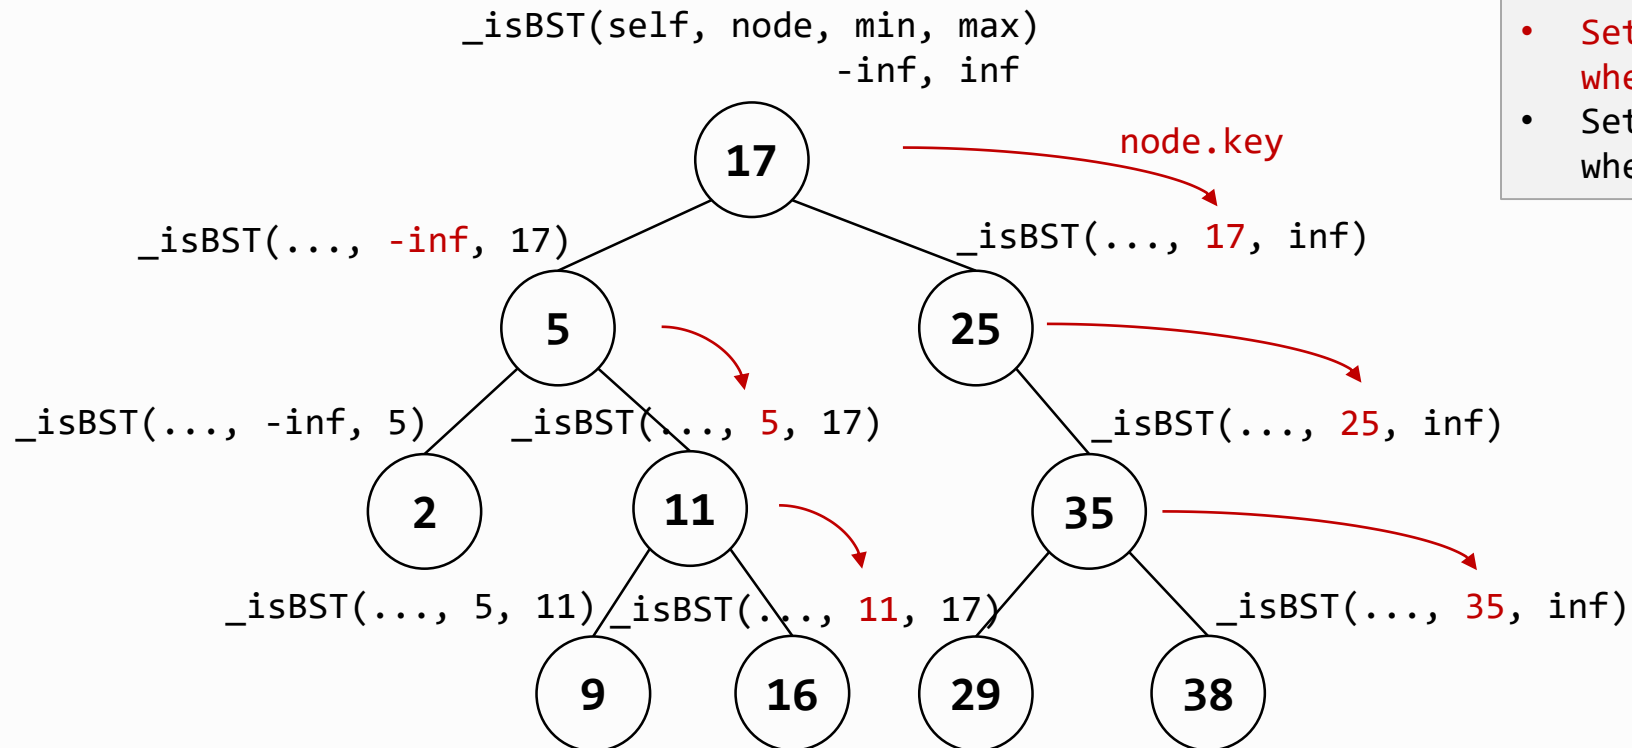 _isBST(self, node, min, max)
-inf, inf
• Set
whe
• Set
whe
node.key
17
_isBST(..., -inf, 17)
_isBST(..., 17, inf)
5
25
_isBST(..., -inf, 5)
_isBST(..., 5, 17)
_isBST(..., 25, inf)
2
11
35
_isBST(..., 5, 11)
_isBST(..., 11, 17)
_isBST(..., 35, inf)
9
16
29
38